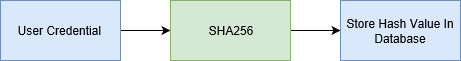 User Credential
SHA256
Store Hash Value In
Database